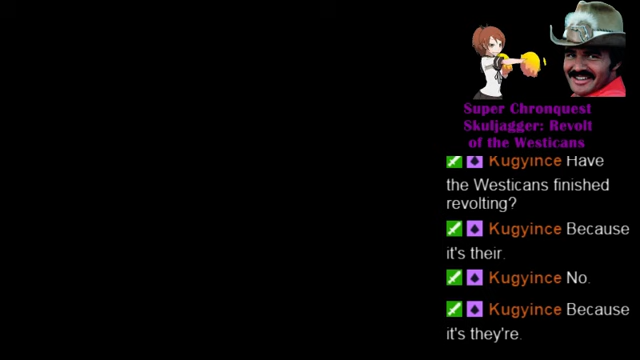 Super Chronquest
Skuljagger: Revolt
of the Westicans
Kugyince Have
the Westicans finished
revolting?
Kugyince Because
it's their.
Kugyince No.
Kugyince Because
it's they're.